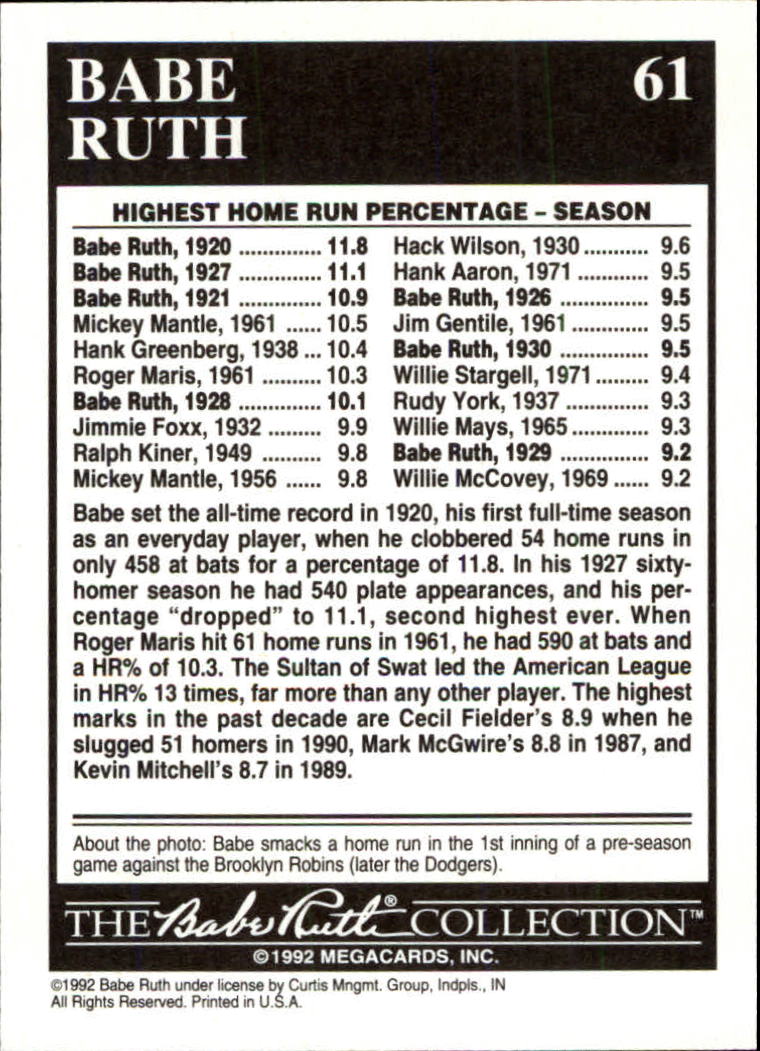 BABE
RUTH
61
HIGHEST HOME RUN PERCENTAGE – SEASON
Babe Ruth, 1920 .............. 11.8
Babe Ruth, 1927 .............. 11.1
Babe Ruth, 1921 .............. 10.9
Mickey Mantle, 1961 ...... 10.5
Hank Greenberg, 1938 ... 10.4
Roger Maris, 1961 .......... 10.3
Babe Ruth, 1928 .............. 10.1
Jimmie Foxx, 1932 ......... 9.9
Ralph Kiner, 1949 .......... 9.8
Mickey Mantle, 1956 ...... 9.8
Hack Wilson, 1930 ........... 9.6
Hank Aaron, 1971 ............ 9.5
Babe Ruth, 1926 ............... 9.5
Jim Gentile, 1961 ............. 9.5
Babe Ruth, 1930 ............... 9.5
Willie Stargell, 1971 ......... 9.4
Rudy York, 1937 .............. 9.3
Willie Mays, 1965 ............. 9.3
Babe Ruth, 1929 ............... 9.2
Willie McCovey, 1969 ...... 9.2
Babe set the all-time record in 1920, his first full-time season
as an everyday player, when he clobbered 54 home runs in
only 458 at bats for a percentage of 11.8. In his 1927 sixty-
homer season he had 540 plate appearances, and his per-
centage “dropped” to 11.1, second highest ever. When
Roger Maris hit 61 home runs in 1961, he had 590 at bats and
a HR% of 10.3. The Sultan of Swat led the American League
in HR% 13 times, far more than any other player. The highest
marks in the past decade are Cecil Fielder’s 8.9 when he
slugged 51 homers in 1990, Mark McGwire’s 8.8 in 1987, and
Kevin Mitchell’s 8.7 in 1989.
About the photo: Babe smacks a home run in the 1st inning of a pre-season
game against the Brooklyn Robins (later the Dodgers).
THE Babe Ruth® COLLECTION™
©1992 MEGACARDS, INC.
©1992 Babe Ruth under license by Curtis Mngmt. Group, Indpls., IN
All Rights Reserved. Printed in U.S.A.